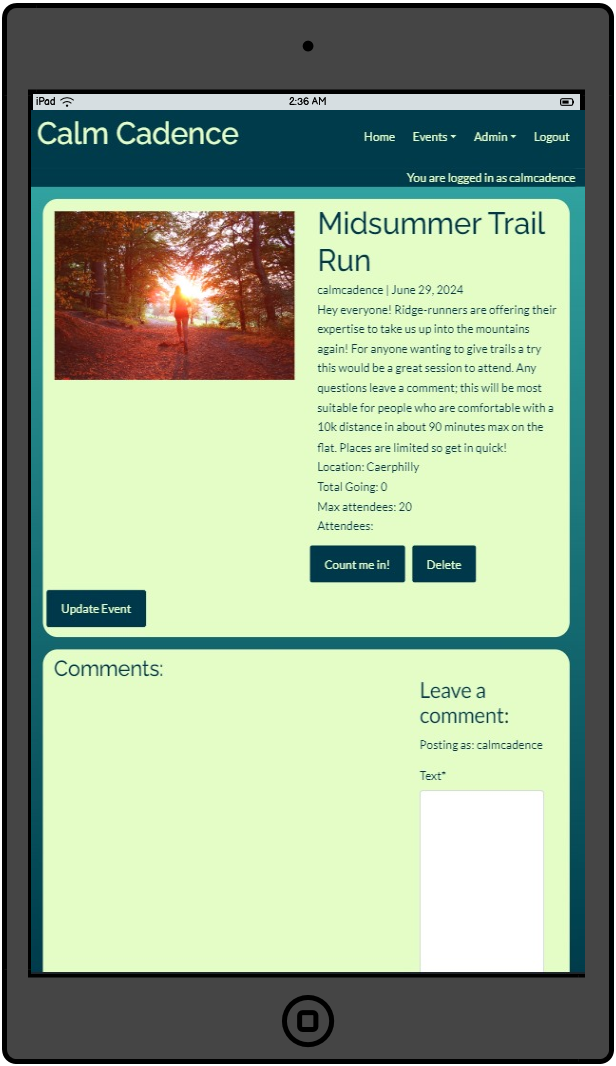 iPad
2:36 AM
Calm Cadence
Home Events Admin Logout
You are logged in as calmcadence
Midsummer Trail
Run
calmcadence | June 29, 2024
Hey everyone! Ridge-runners are offering their
expertise to take us up into the mountains
again! For anyone wanting to give trails a try
this would be a great session to attend. Any
questions leave a comment; this will be most
suitable for people who are comfortable with a
10k distance in about 90 minutes max on the
flat. Places are limited so get in quick!
Location: Caerphilly
Total Going: 0
Max attendees: 20
Attendees:
Count me in! Delete
Update Event
Comments:
Leave a
comment:
Posting as: calmcadence
Text*